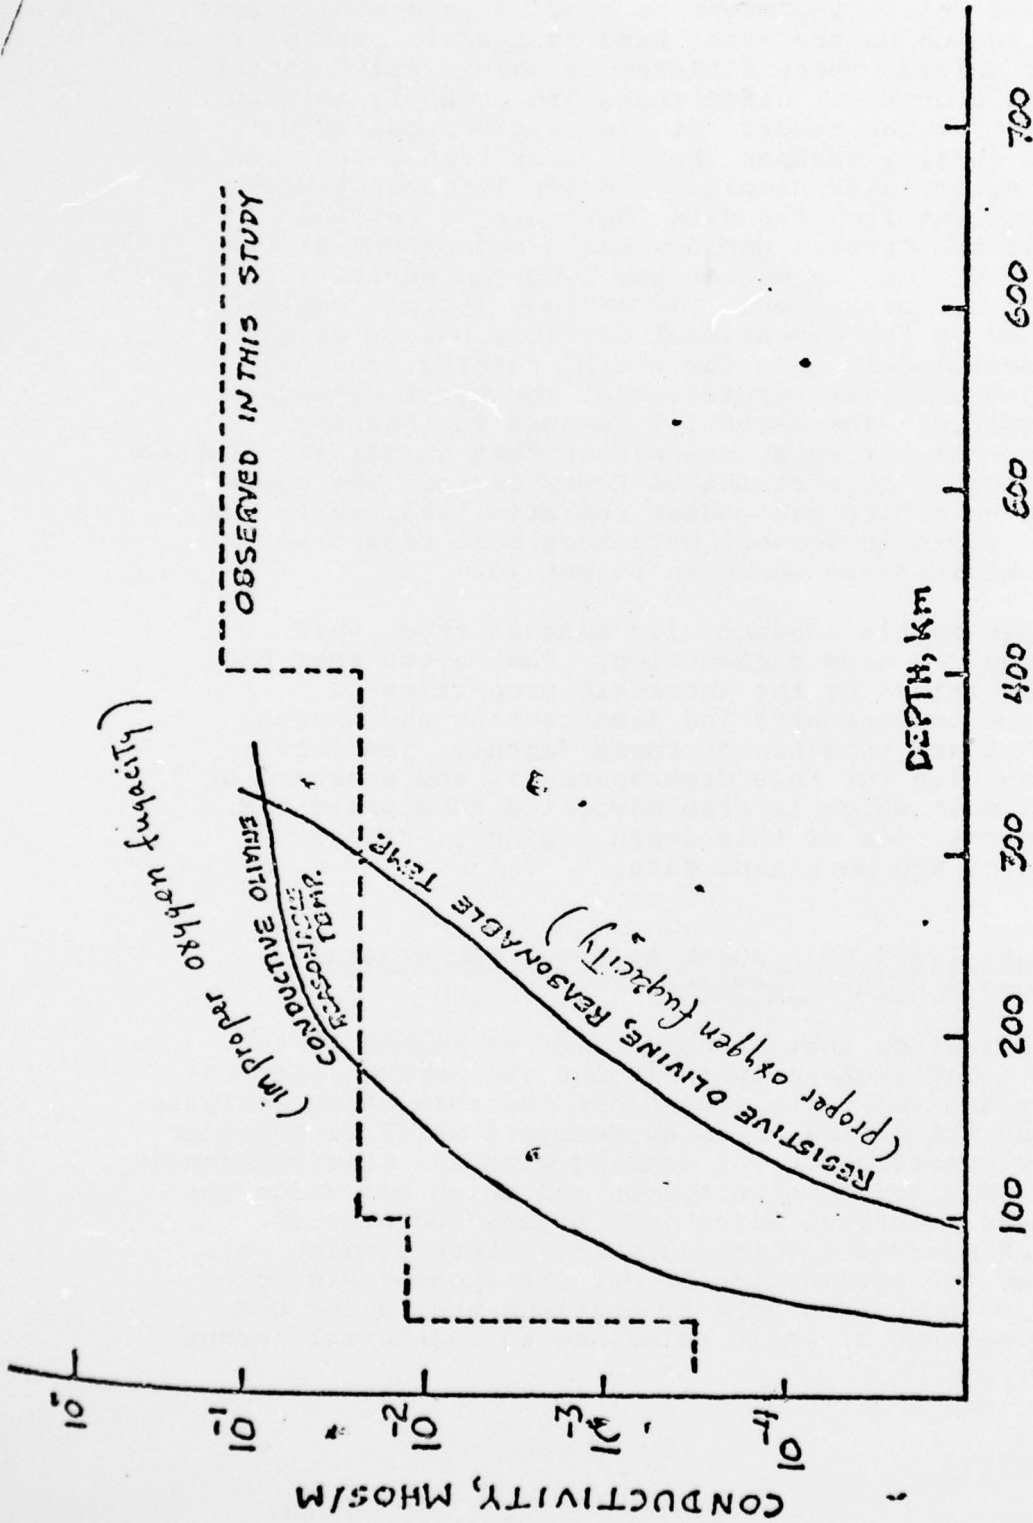 CONDUCTIVITY, MHOS/M
10
10⁻¹
10⁻²
10⁻³
10⁻⁴
(improper oxygen fugacity)
CONDUCTIVE OLIVINE
REASONABLE
TEMP.
RESISTIVE OLIVINE, REASONABLE TEMP.
(proper oxygen fugacity)
OBSERVED IN THIS STUDY
100
200
300
400
500
600
700
DEPTH, Km